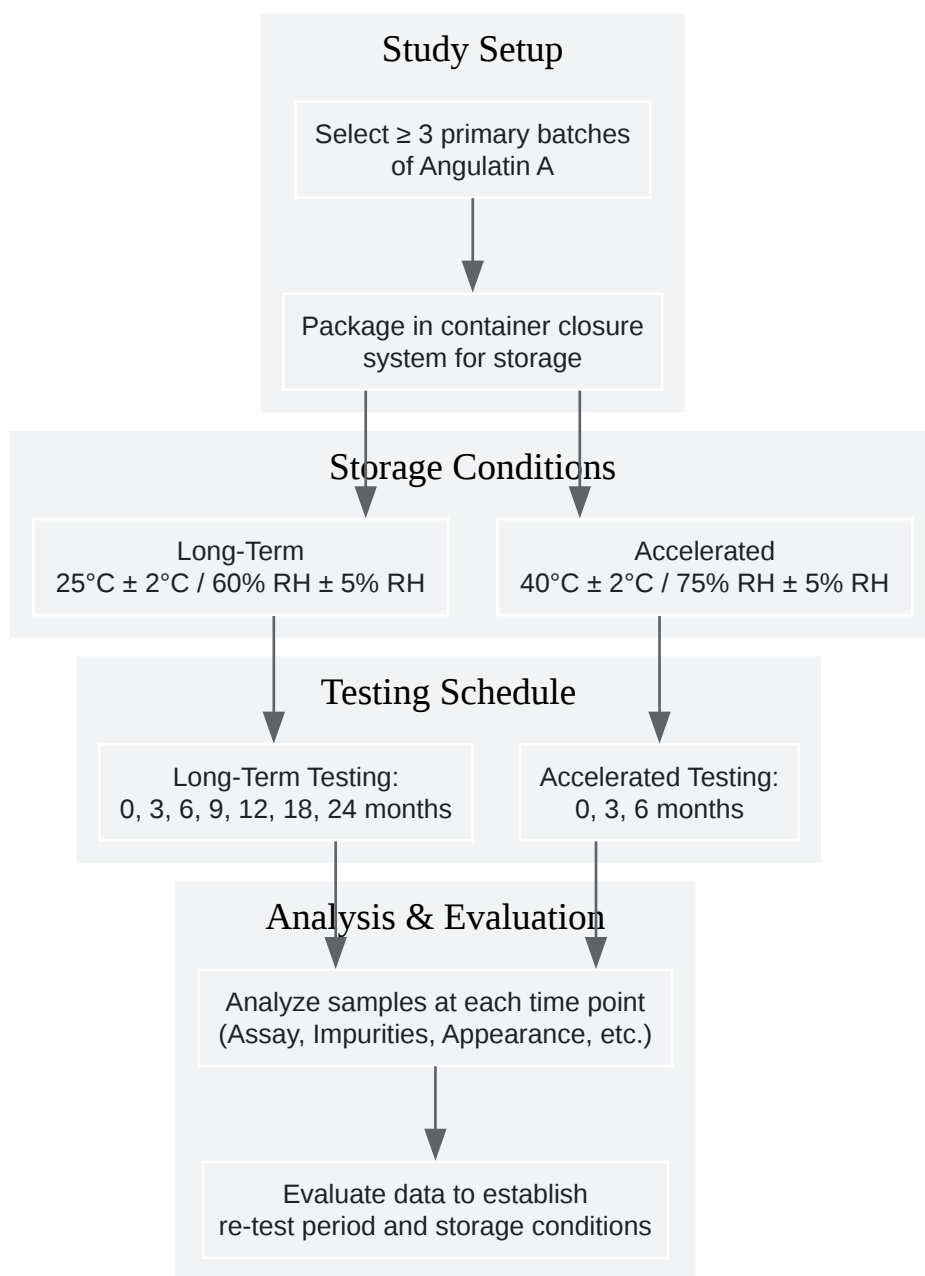 Study Setup
Select ≥ 3 primary batches
of Angulatin A
Package in container closure
system for storage
Storage Conditions
Long-Term
25°C ± 2°C / 60% RH ± 5% RH
Accelerated
40°C ± 2°C / 75% RH ± 5% RH
Testing Schedule
Long-Term Testing:
0, 3, 6, 9, 12, 18, 24 months
Accelerated Testing:
0, 3, 6 months
Analysis & Evaluation
Analyze samples at each time point
(Assay, Impurities, Appearance, etc.)
Evaluate data to establish
re-test period and storage conditions